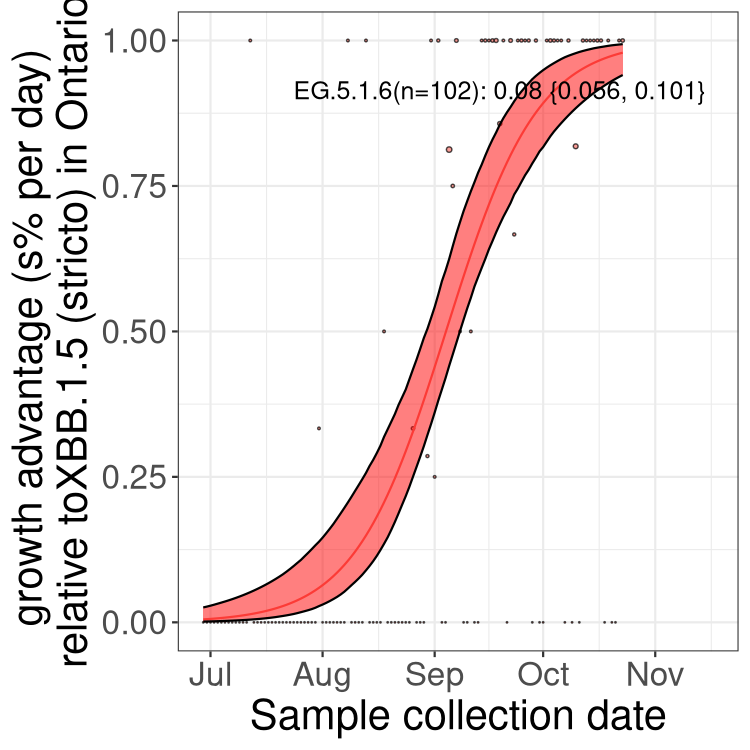 growth advantage (s% per day)
relative toXBB.1.5 (stricto) in Ontario
1.00
0.75
0.50
0.25
0.00
EG.5.1.6(n=102): 0.08 {0.056, 0.101}
Jul Aug Sep Oct Nov
Sample collection date